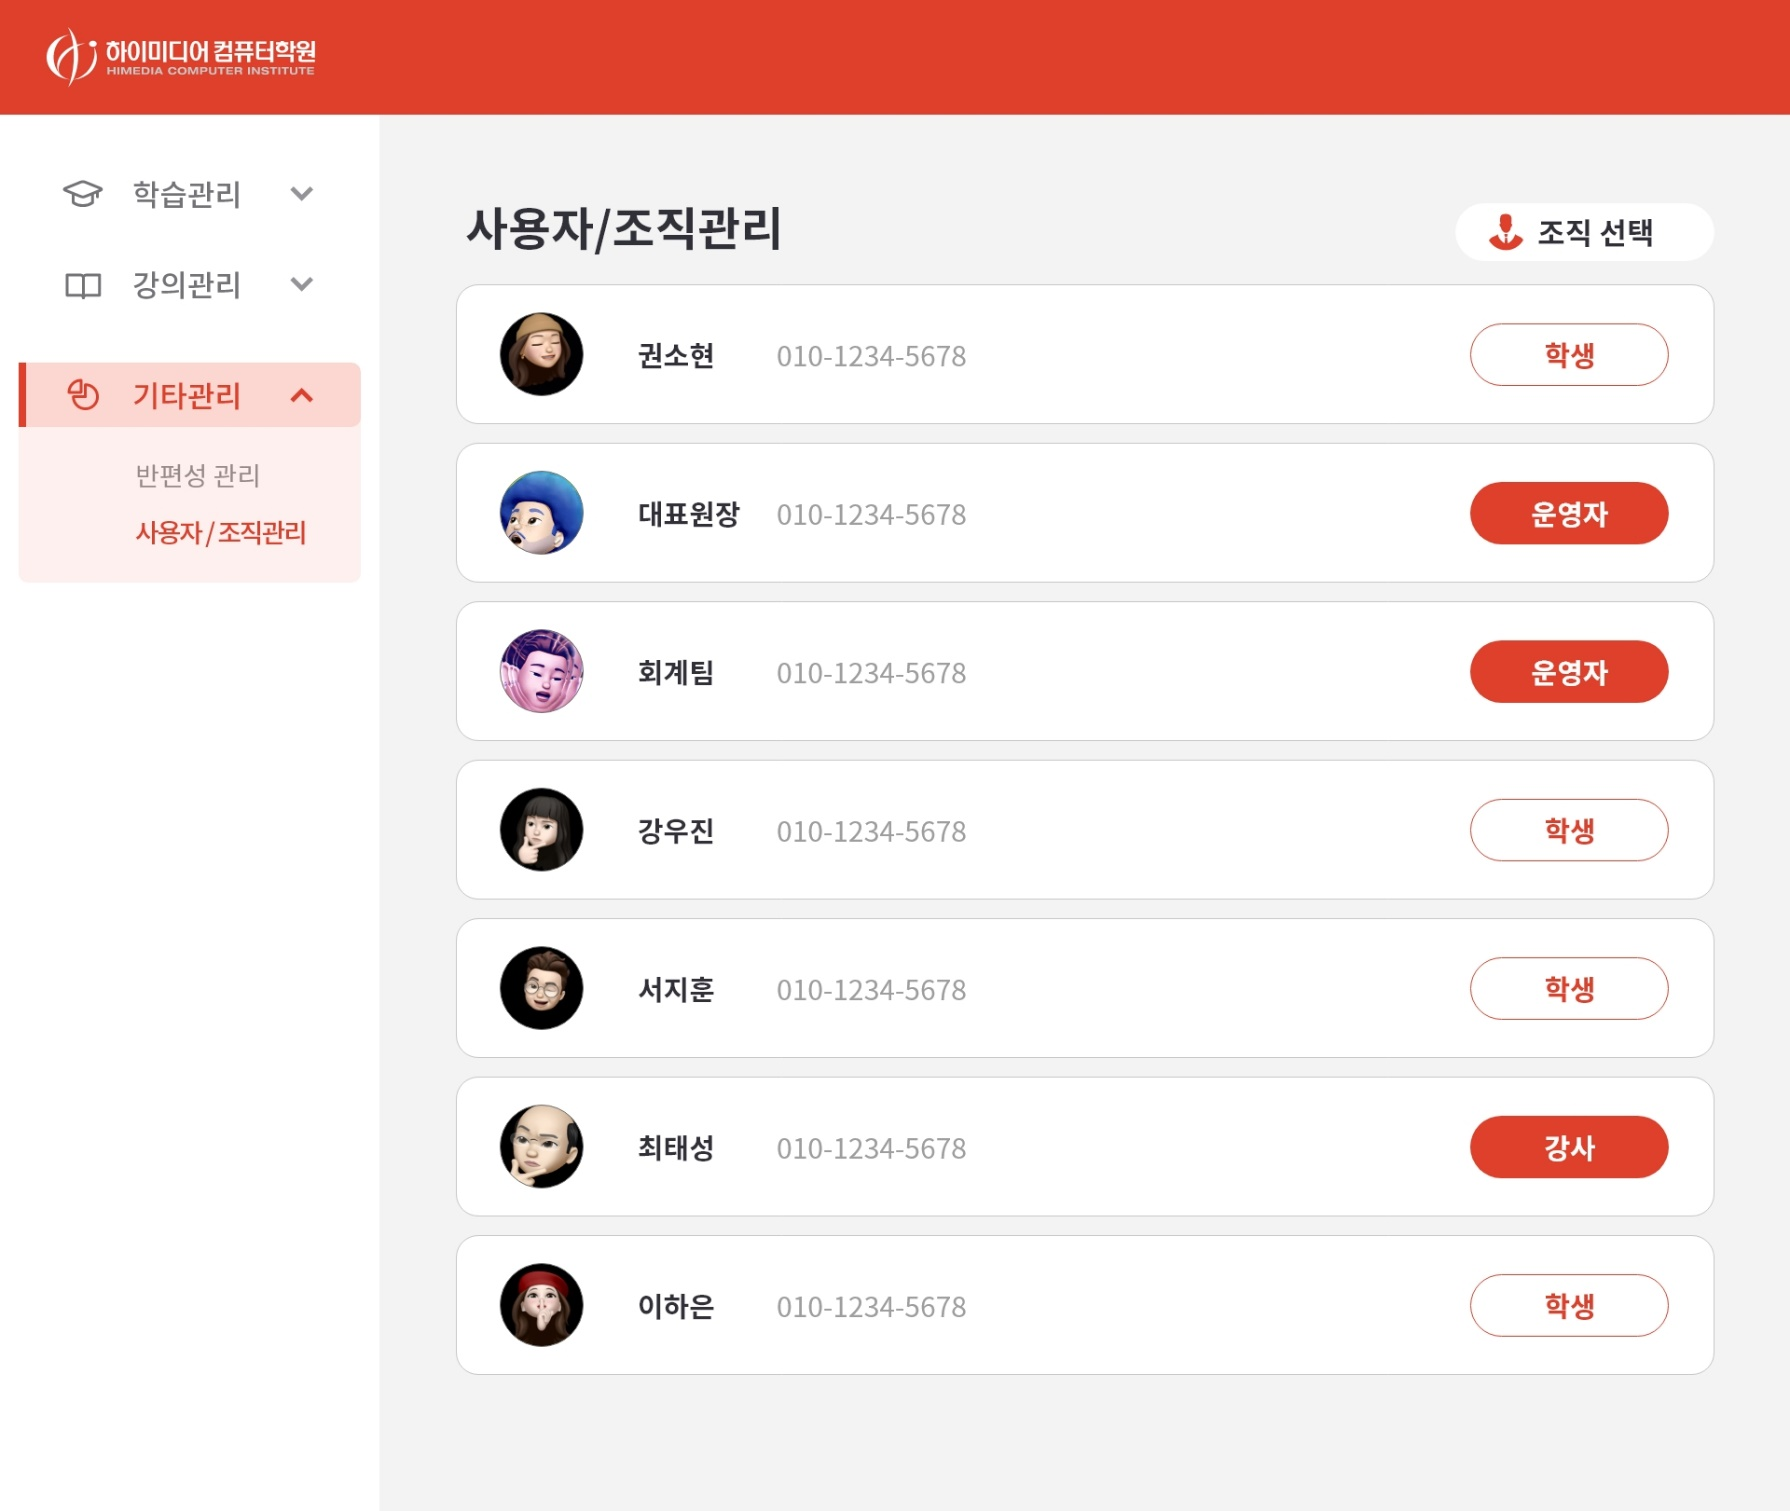 하이미디어 컴퓨터학원
HIMEDIA COMPUTER INSTITUTE
학습관리
강의관리
기타관리
반편성 관리
사용자 / 조직관리
사용자/조직관리
조직 선택
권소현 010-1234-5678 학생
대표원장 010-1234-5678 운영자
회계팀 010-1234-5678 운영자
강우진 010-1234-5678 학생
서지훈 010-1234-5678 학생
최태성 010-1234-5678 강사
이하은 010-1234-5678 학생